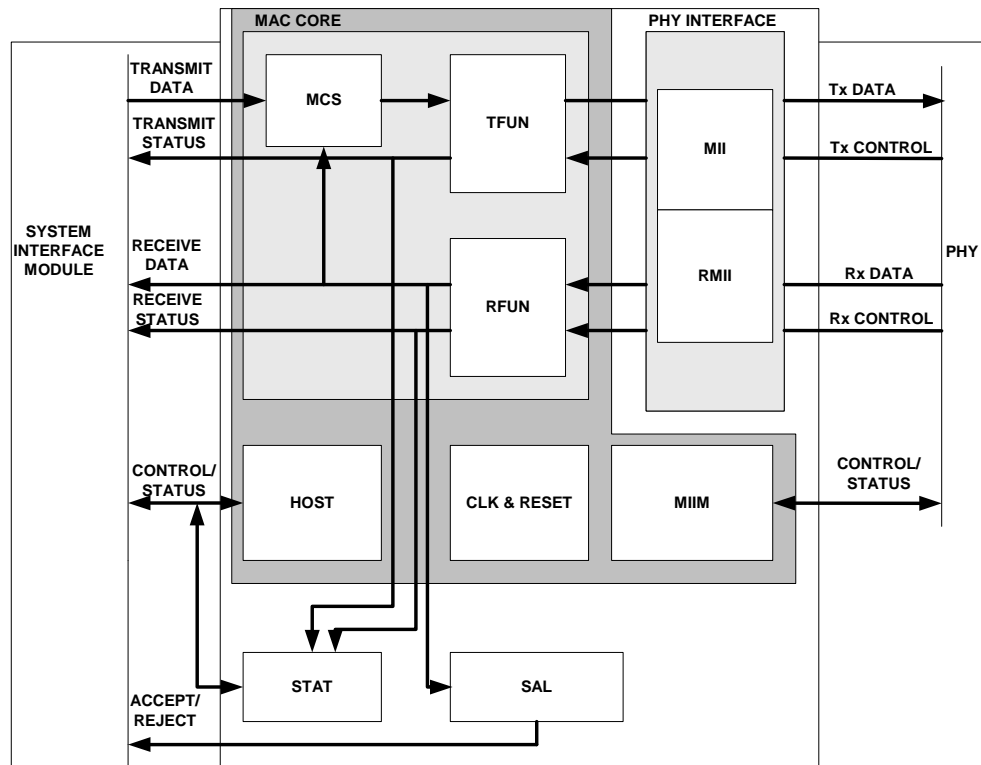 MAC CORE
PHY INTERFACE
TRANSMIT
DATA
MCS
TFUN
Tx DATA
TRANSMIT
STATUS
MII
Tx CONTROL
SYSTEM
INTERFACE
MODULE
RECEIVE
DATA
RFUN
RMII
Rx DATA
PHY
RECEIVE
STATUS
Rx CONTROL
CONTROL/
STATUS
HOST
CLK & RESET
MIIM
CONTROL/
STATUS
STAT
SAL
ACCEPT/
REJECT